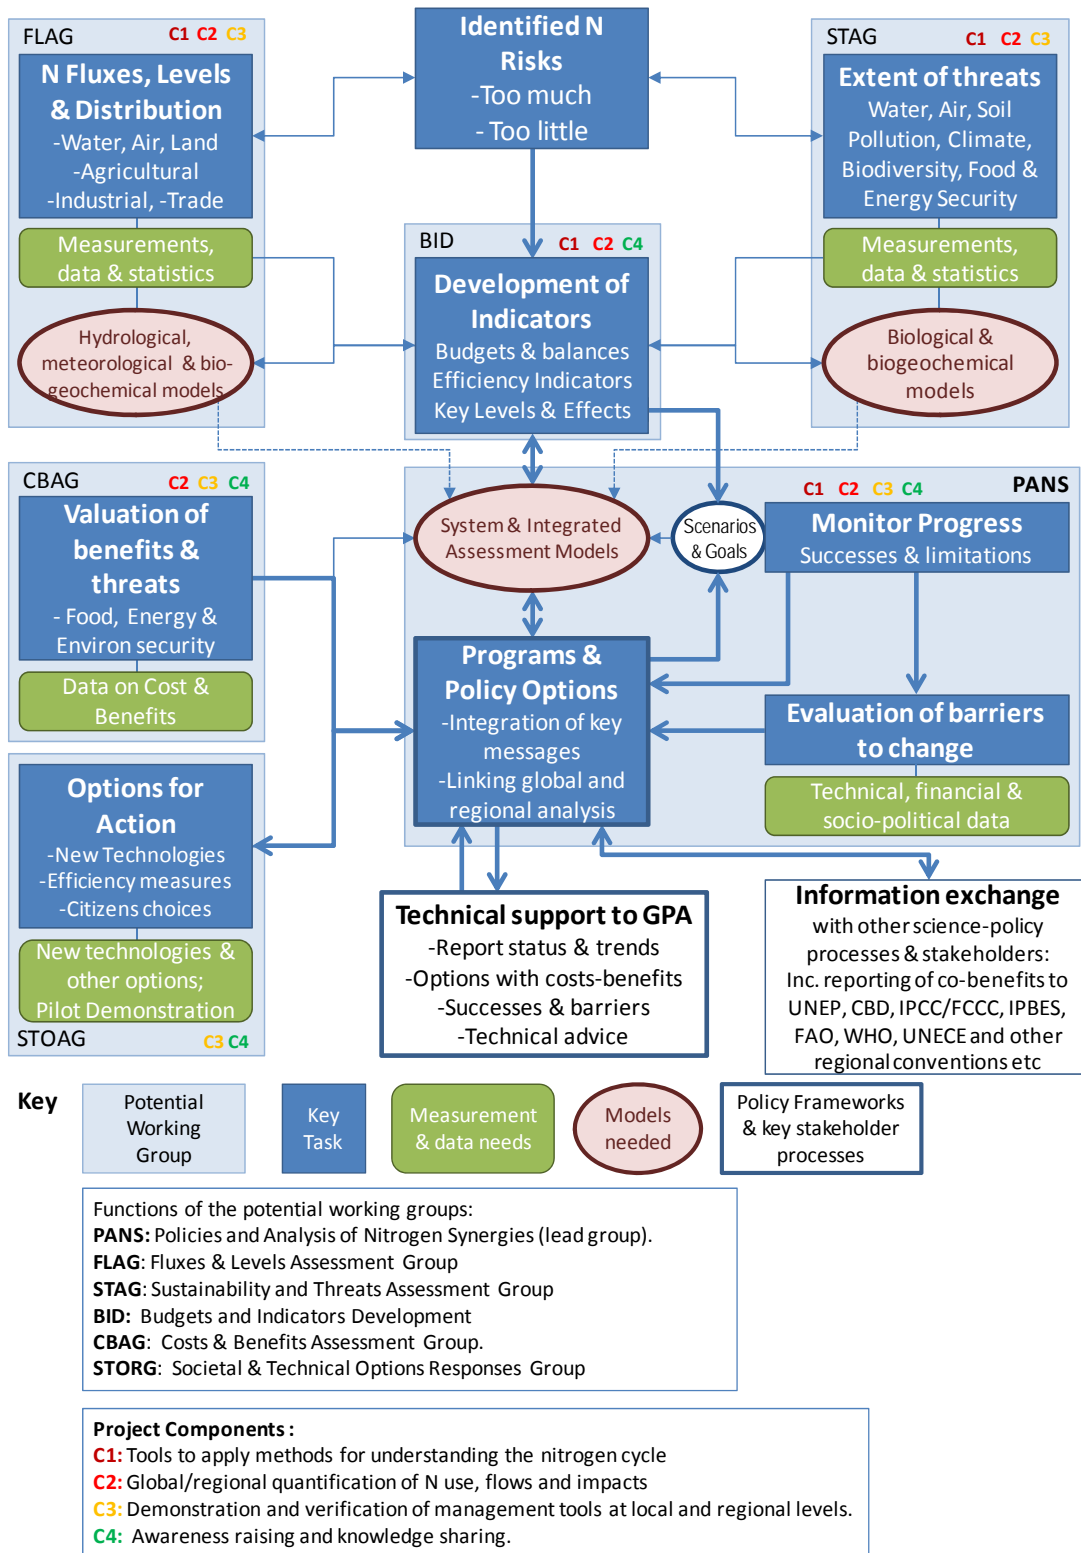 FLAG
C1 C2 C3
N Fluxes, Levels
& Distribution
-Water, Air, Land
-Agricultural
-Industrial, -Trade
Measurements,
data & statistics
Hydrological,
meteorological & bio-
geochemical models
Identified N
Risks
-Too much
- Too little
STAG
C1 C2 C3
Extent of threats
Water, Air, Soil
Pollution, Climate,
Biodiversity, Food &
Energy Security
Measurements,
data & statistics
Biological &
biogeochemical
models
BID
C1 C2 C4
Development of
Indicators
Budgets & balances
Efficiency Indicators
Key Levels & Effects
CBAG
C2 C3 C4
Valuation of
benefits &
threats
- Food, Energy &
Environ security
Data on Cost &
Benefits
System & Integrated
Assessment Models
Scenarios
& Goals
C1 C2 C3 C4
PANS
Monitor Progress
Successes & limitations
Programs &
Policy Options
-Integration of key
messages
-Linking global and
regional analysis
Evaluation of barriers
to change
Technical, financial &
socio-political data
Options for
Action
-New Technologies
-Efficiency measures
-Citizens choices
New technologies &
other options;
Pilot Demonstration
STOAG
C3 C4
Technical support to GPA
-Report status & trends
-Options with costs-benefits
-Successes & barriers
-Technical advice
Information exchange
with other science-policy
processes & stakeholders:
Inc. reporting of co-benefits to
UNEP, CBD, IPCC/FCCC, IPBES,
FAO, WHO, UNECE and other
regional conventions etc
Key
Potential
Working
Group
Key
Task
Measurement
& data needs
Models
needed
Policy Frameworks
& key stakeholder
processes
Functions of the potential working groups:
PANS: Policies and Analysis of Nitrogen Synergies (lead group).
FLAG: Fluxes & Levels Assessment Group
STAG: Sustainability and Threats Assessment Group
BID: Budgets and Indicators Development
CBAG: Costs & Benefits Assessment Group.
STORG: Societal & Technical Options Responses Group
Project Components :
C1: Tools to apply methods for understanding the nitrogen cycle
C2: Global/regional quantification of N use, flows and impacts
C3: Demonstration and verification of management tools at local and regional levels.
C4: Awareness raising and knowledge sharing.